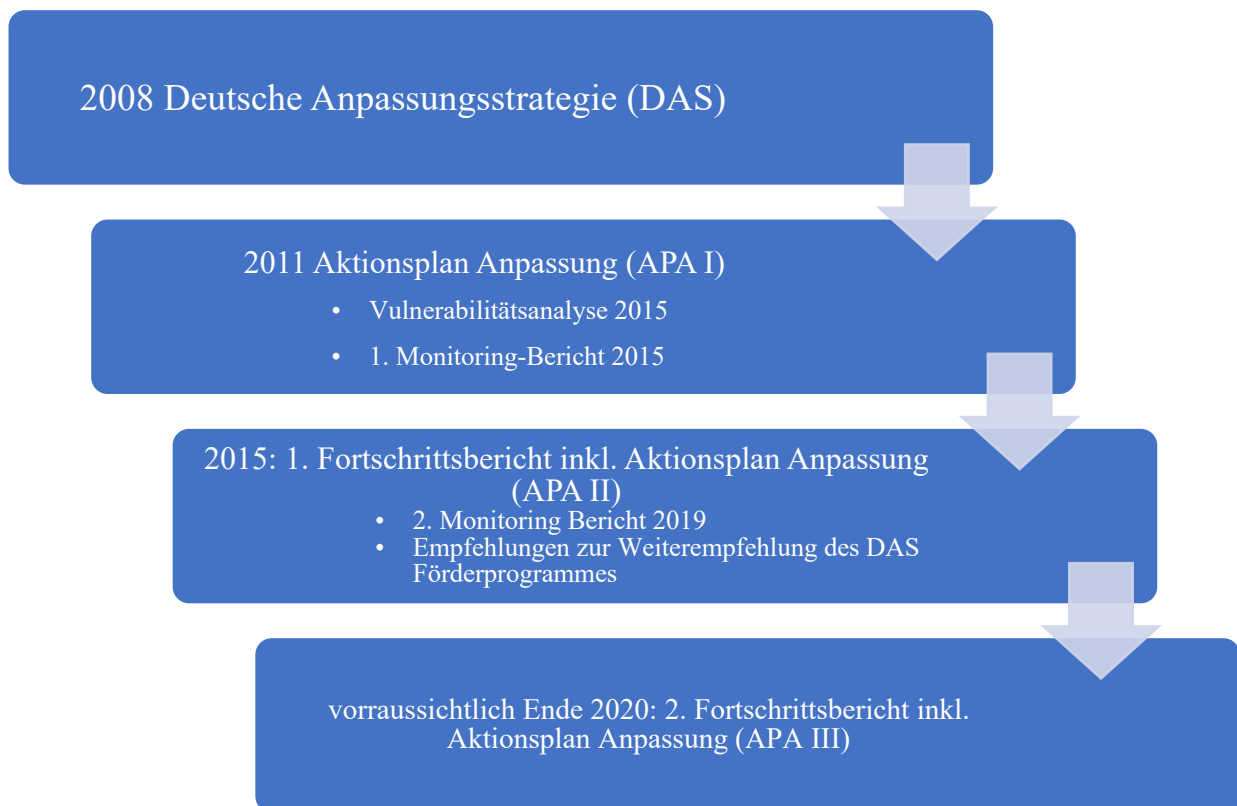 2008 Deutsche Anpassungsstrategie (DAS)
2011 Aktionsplan Anpassung (APA I)
• Vulnerabilitätsanalyse 2015
• 1. Monitoring-Bericht 2015
2015: 1. Fortschrittsbericht inkl. Aktionsplan Anpassung
(APA II)
• 2. Monitoring Bericht 2019
• Empfehlungen zur Weiterempfehlung des DAS
Förderprogrammes
vorraussichtlich Ende 2020: 2. Fortschrittsbericht inkl.
Aktionsplan Anpassung (APA III)